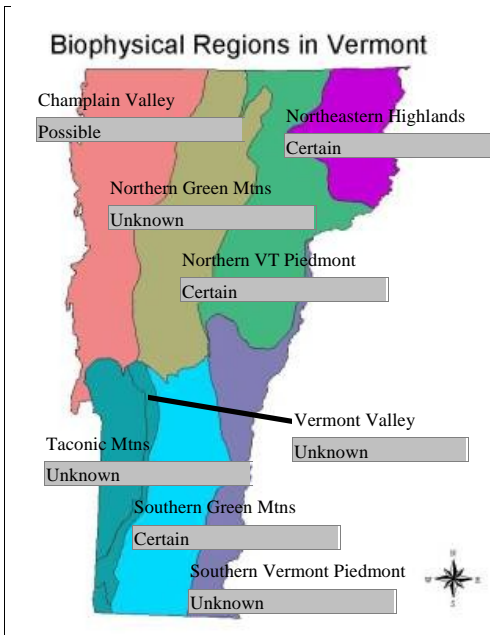 Biophysical Regions in Vermont
Champlain Valley
Possible
Northeastern Highlands
Certain
Northern Green Mtns
Unknown
Northern VT Piedmont
Certain
Vermont Valley
Unknown
Taconic Mtns
Unknown
Southern Green Mtns
Certain
Southern Vermont Piedmont
Unknown
N
W
E
S